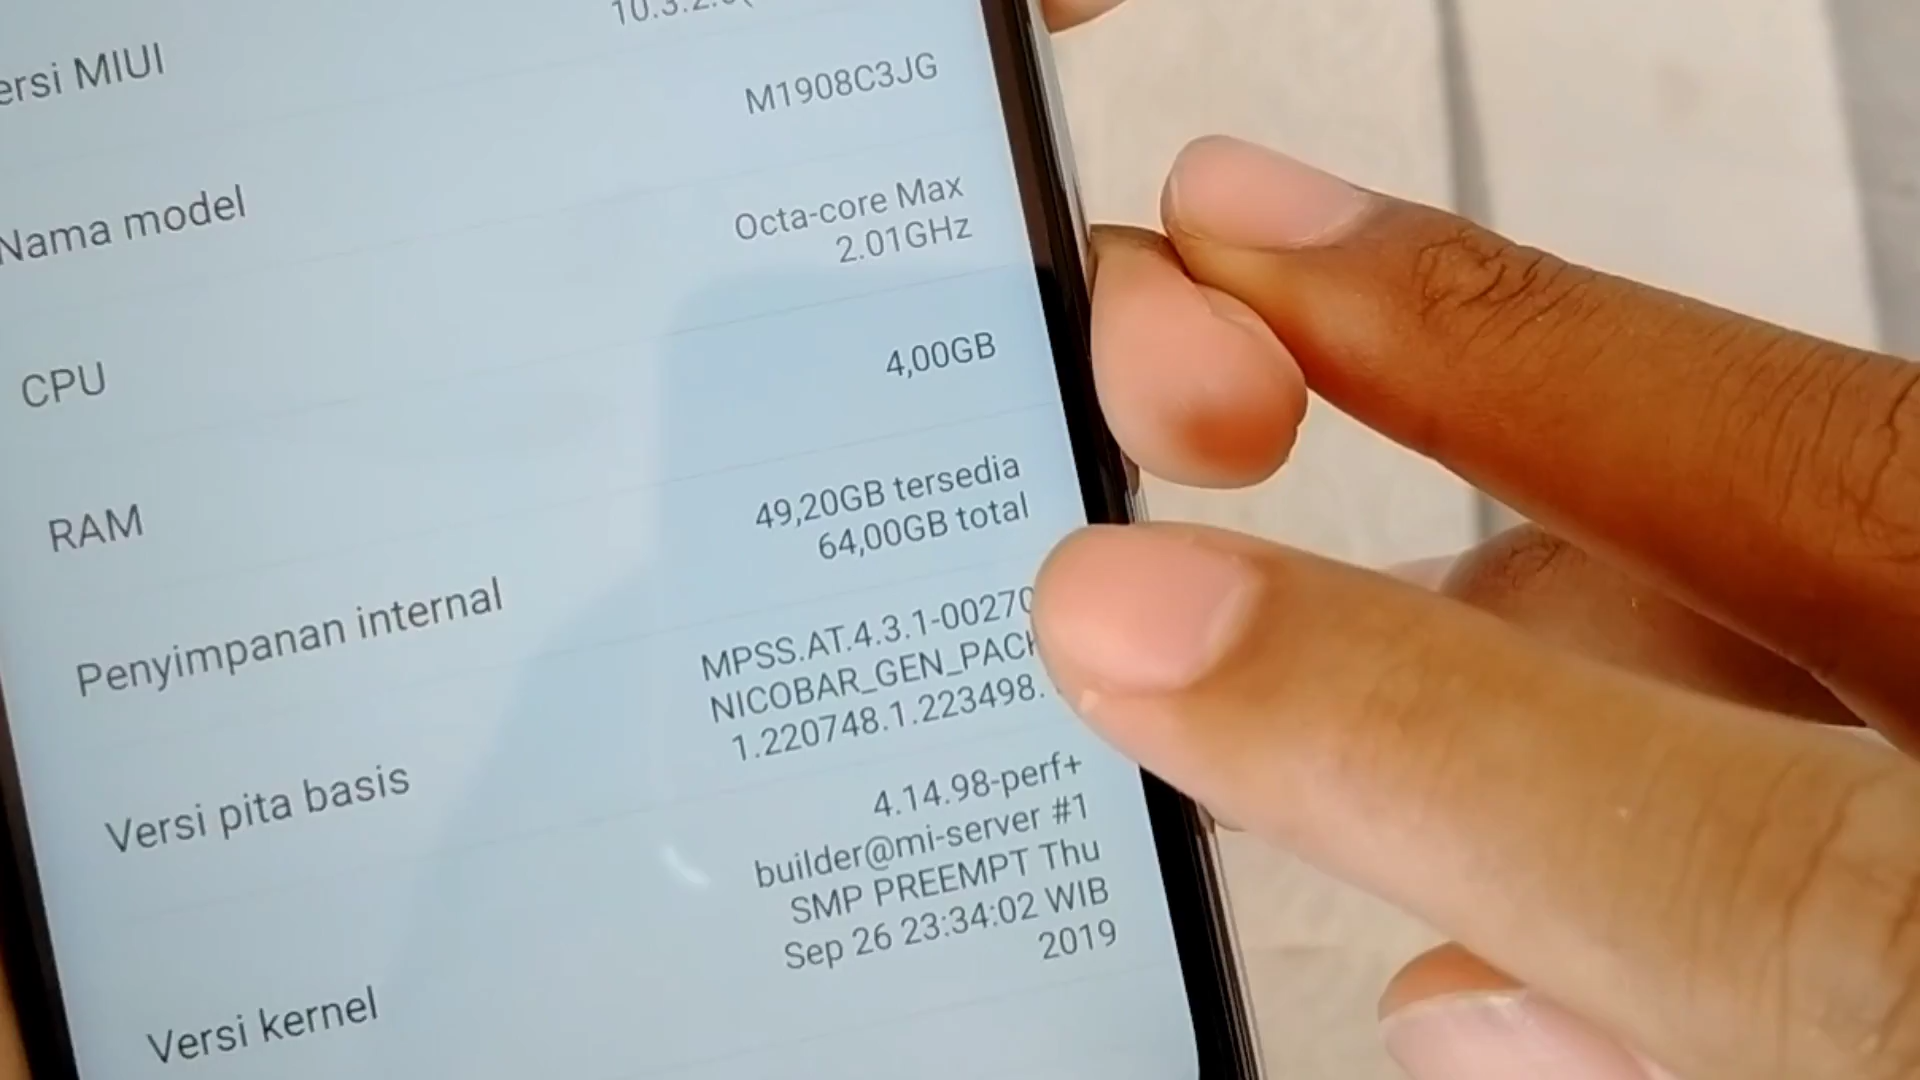 ersi MIUI
M1908C3JG
Nama model
Octa-core Max
2.01GHz
CPU
4,00GB
RAM
49,20GB tersedia
64,00GB total
Penyimpanan internal
MPSS.AT.4.3.1-00270
NICOBAR_GEN_PACK
1.220748.1.223498.
Versi pita basis
4.14.98-perf+
builder@mi-server #1
SMP PREEMPT Thu
Sep 26 23:34:02 WIB
2019
Versi kernel